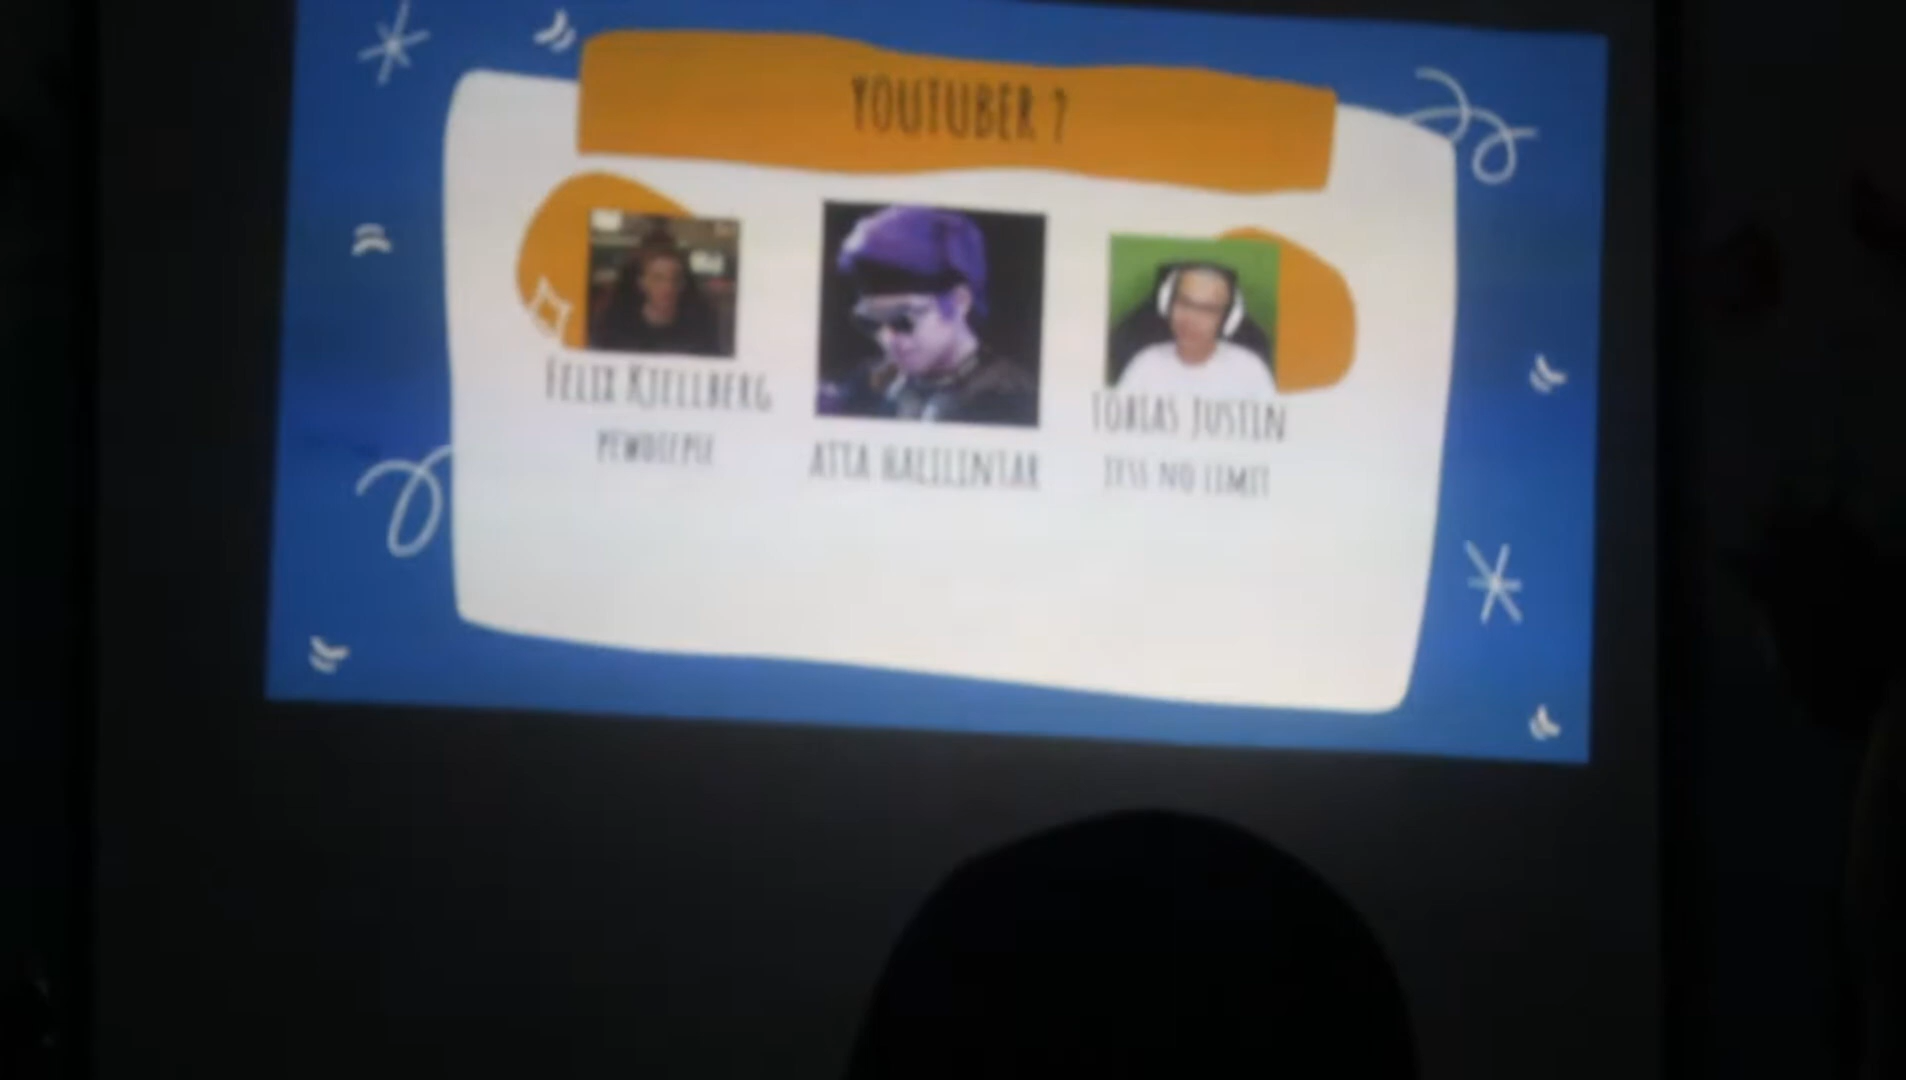 YOUTUBER ?
FELIX KJELLBERG
PEWDIEPIE
ATTA HALILINTAR
TOBIAS JUSTIN
JESS NO LIMIT